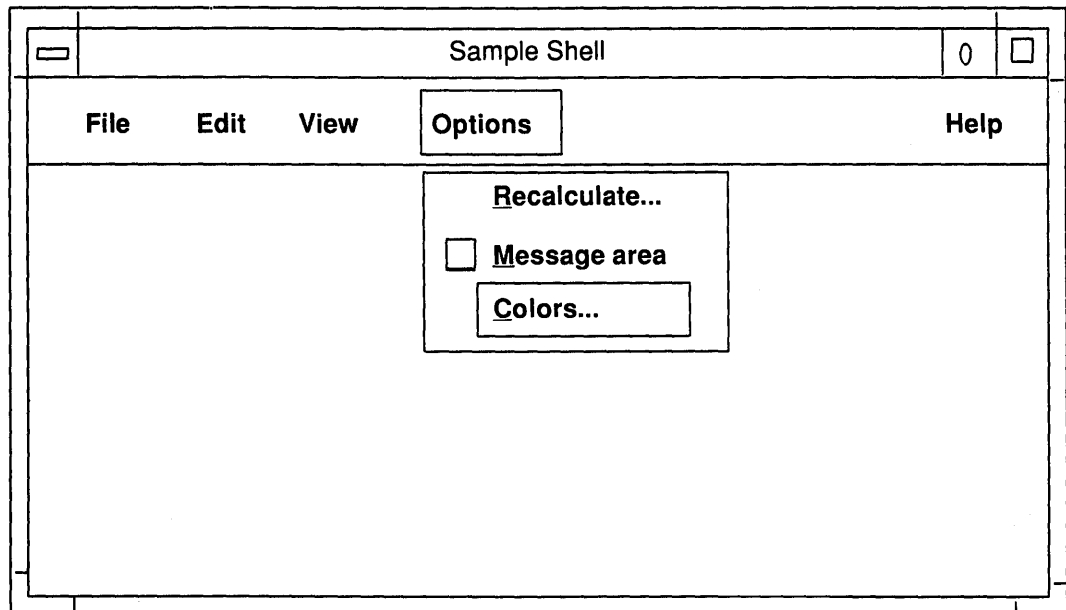 Sample Shell
File Edit View Options Help
Recalculate...
Message area
Colors...